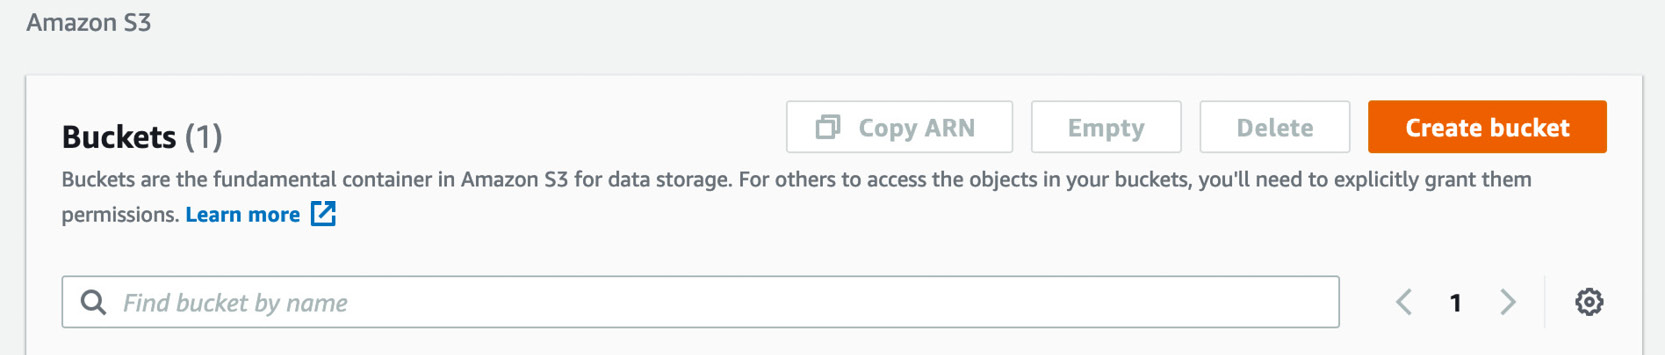 Amazon S3
Buckets (1)
Copy ARN
Empty
Delete
Create bucket
Buckets are the fundamental container in Amazon S3 for data storage. For others to access the objects in your buckets, you'll need to explicitly grant them
permissions. Learn more
Find bucket by name
1